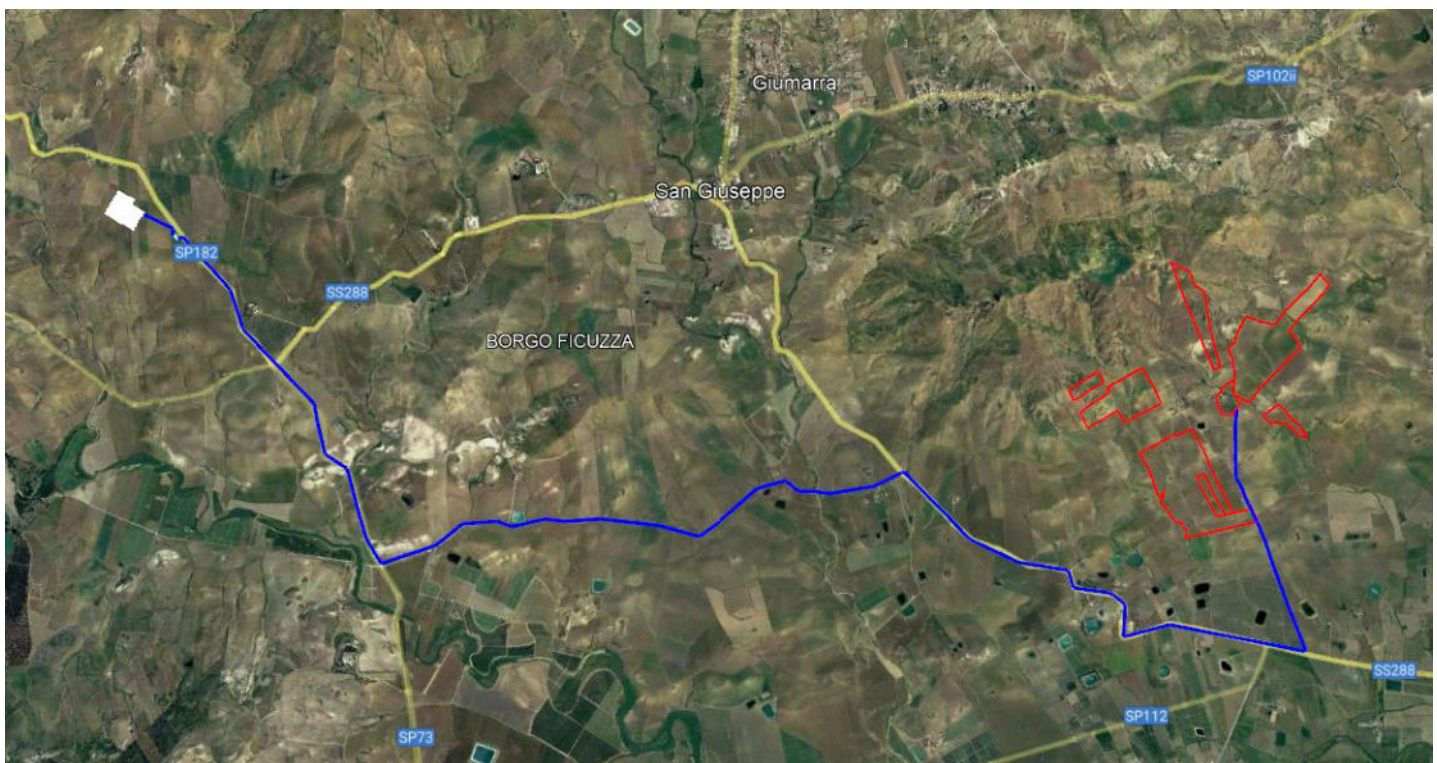 Giumarra
SP102ii
San Giuseppe
SP182
SS288
BORGO FICUZZA
SS288
SP112
SP73